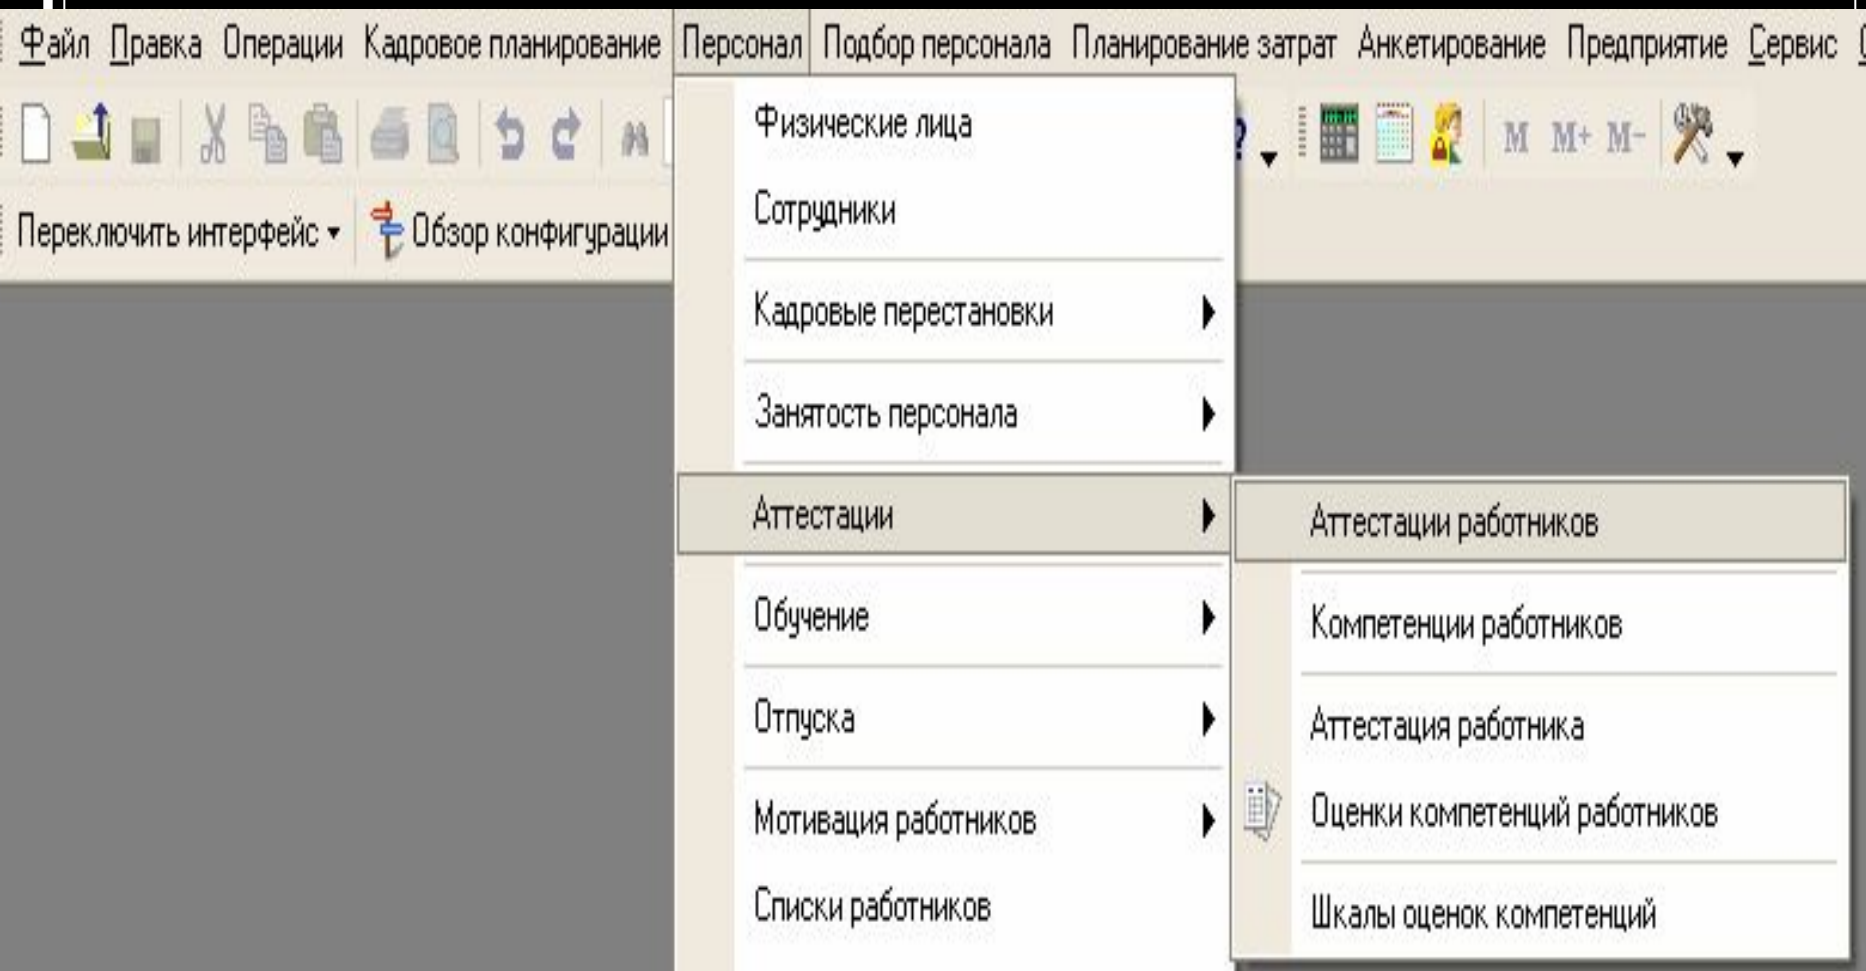 Файл Правка Операции Кадровое планирование Персонал Подбор персонала Планирование затрат Анкетирование Предприятие Сервис
M M+ M-
Переключить интерфейс Обзор конфигурации
Физические лица
Сотрудники
Кадровые перестановки
Занятость персонала
Аттестации
Обучение
Отпуска
Мотивация работников
Списки работников
Аттестации работников
Компетенции работников
Аттестация работника
Оценки компетенций работников
Шкалы оценок компетенций